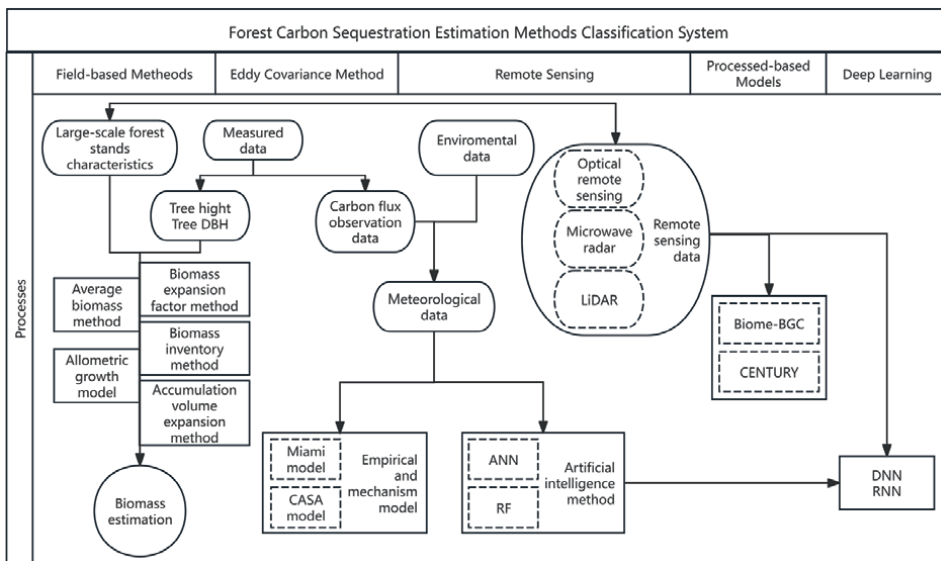 Forest Carbon Sequestration Estimation Methods Classification System
Field-based Metheods
Eddy Covariance Method
Remote Sensing
Processed-based
Models
Deep Learning
Processes
Large-scale forest
stands
characteristics
Measured
data
Enviromental
data
Tree hight
Tree DBH
Carbon flux
observation
data
Optical
remote
sensing
Microwave
radar
LiDAR
Remote
sensing
data
Average
biomass
method
Biomass
expansion
factor method
Biomass
inventory
method
Allometric
growth
model
Accumulation
volume
expansion
method
Meteorological
data
Biome-BGC
CENTURY
Miami
model
CASA
model
Empirical
and
mechanism
model
ANN
RF
Artificial
intelligence
method
DNN
RNN
Biomass
estimation